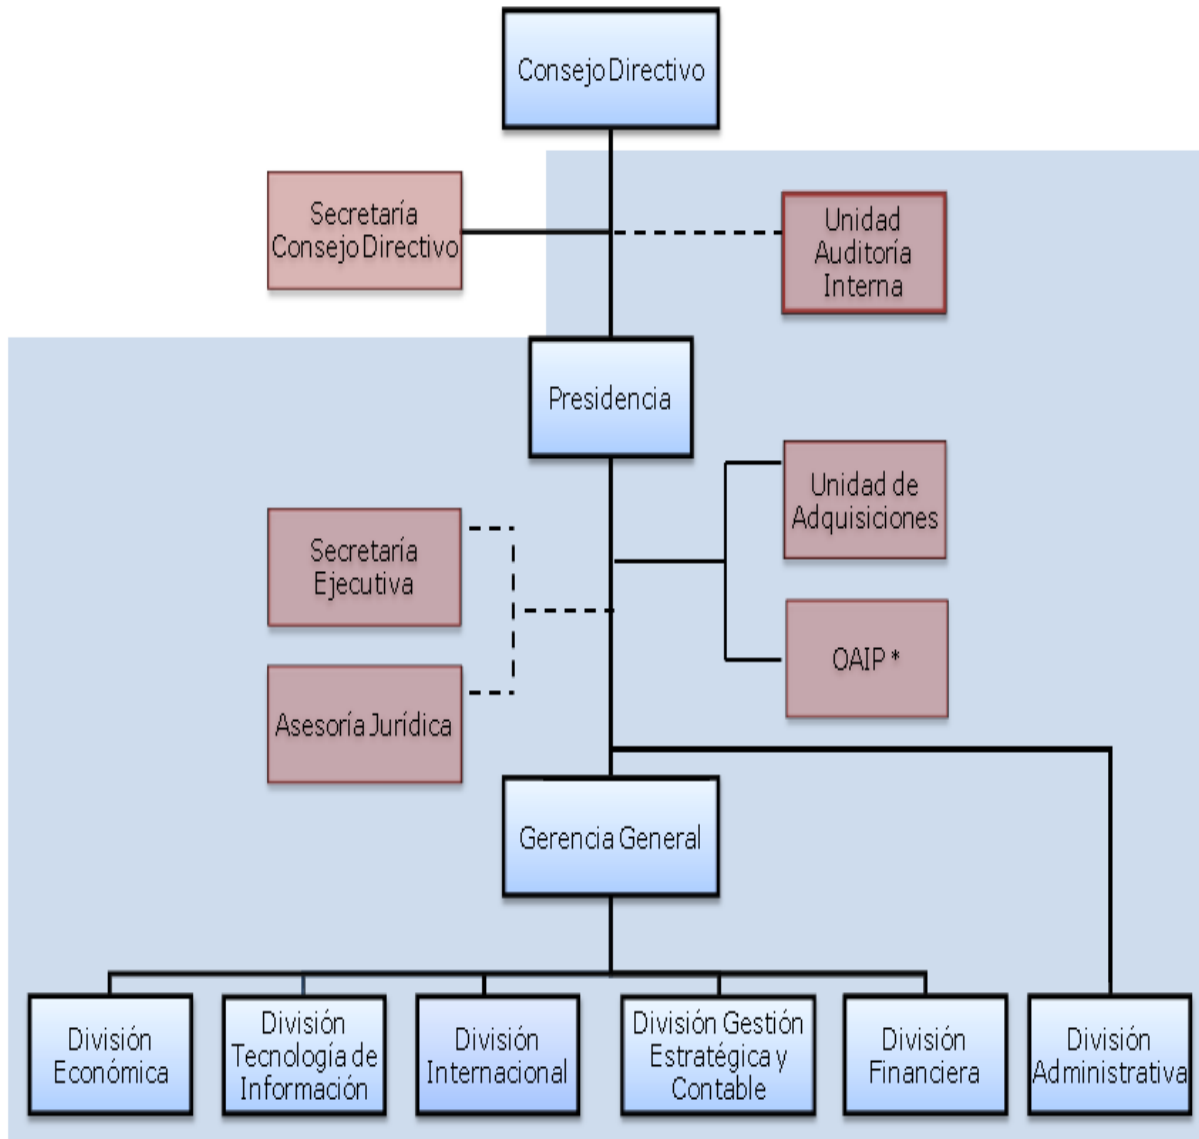 Consejo Directivo
Secretaría
Consejo Directivo
Unidad
Auditoría
Interna
Presidencia
Unidad de
Adquisiciones
Secretaría
Ejecutiva
OAIP *
Asesoría Jurídica
Gerencia General
División
Económica
División
Tecnología de
Información
División
Internacional
División Gestión
Estratégica y
Contable
División
Financiera
División
Administrativa